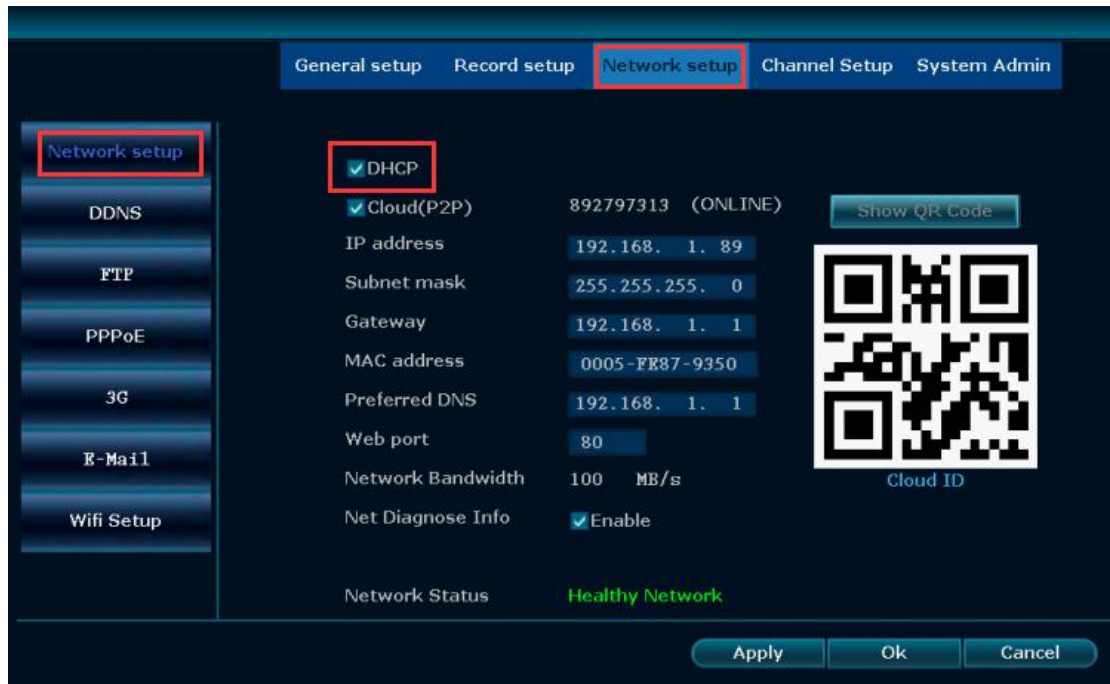 General setup Record setup Network setup Channel Setup System Admin
Network setup
DDNS
FTP
PPPoE
3G
E-Mail
Wifi Setup
DHCP
Cloud(P2P) 892797313 (ONLINE) Show QR Code
IP address 192.168. 1. 89
Subnet mask 255.255.255. 0
Gateway 192.168. 1. 1
MAC address 0005-FE87-9350
Preferred DNS 192.168. 1. 1
Web port 80
Network Bandwidth 100 MB/s
Cloud ID
Net Diagnose Info Enable
Network Status Healthy Network
Apply Ok Cancel